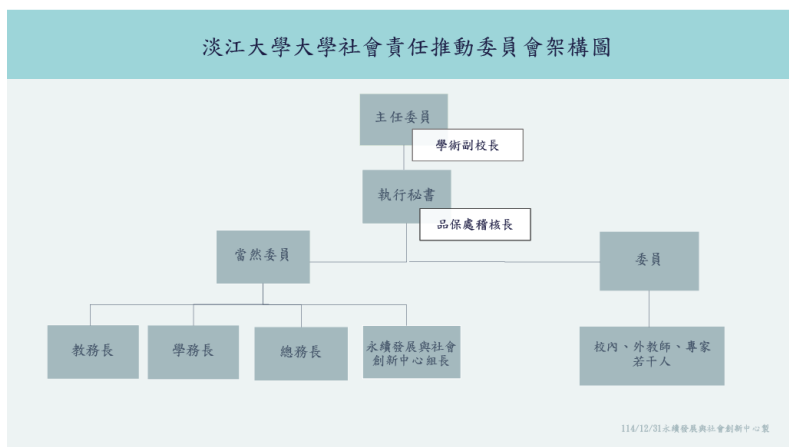 淡江大學大學社會責任推動委員會架構圖
主任委員
學術副校長
執行秘書
品保處稽核長
當然委員
委員
教務長
學務長
總務長
永續發展與社會
創新中心組長
校內、外教師、專家
若干人
114/12/31永續發展與社會創新中心製